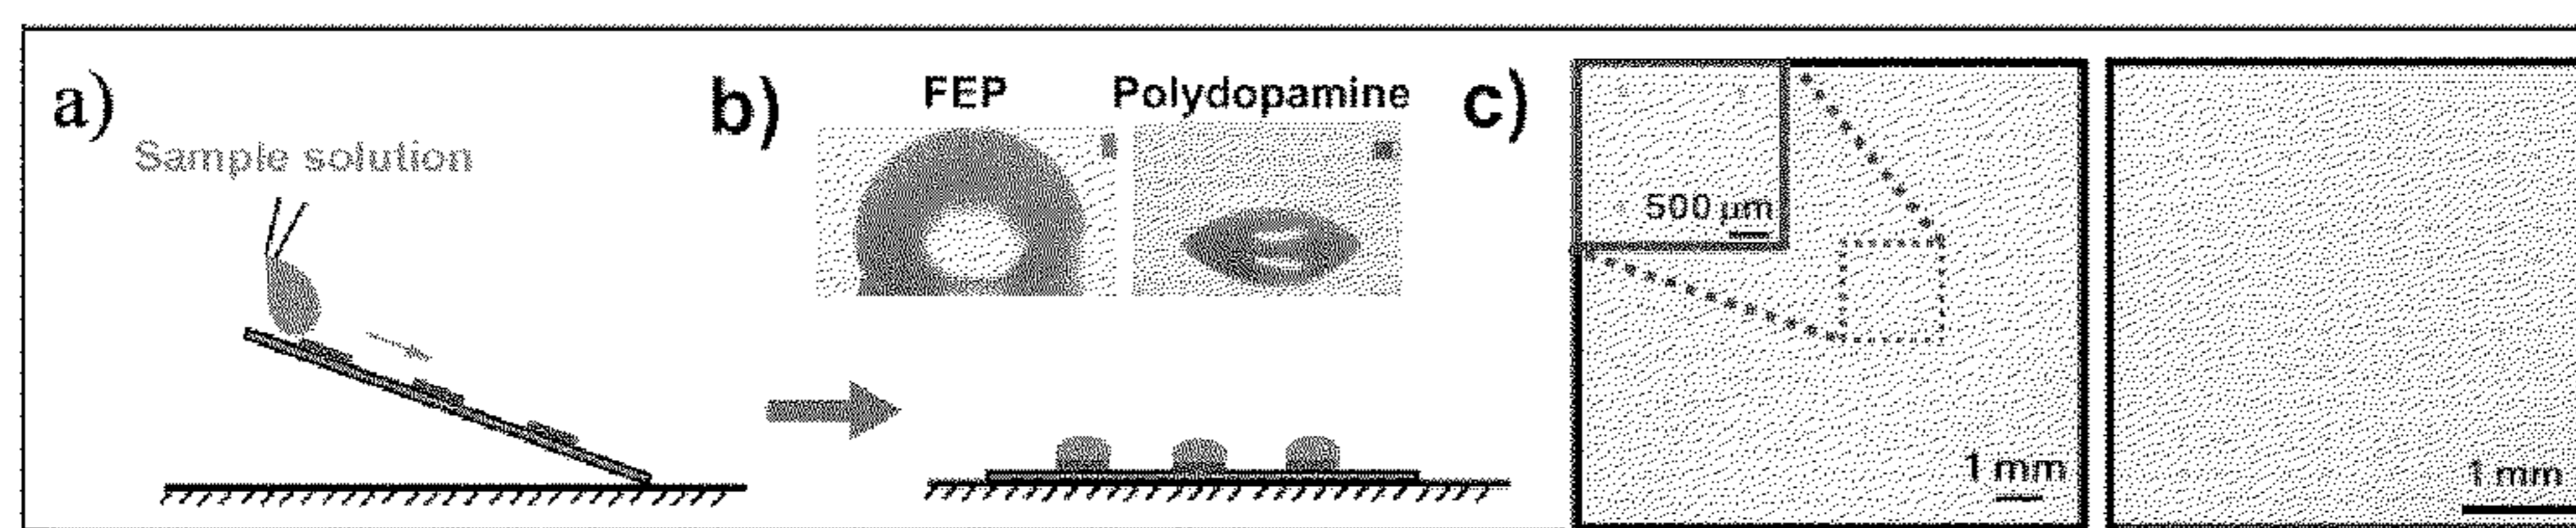 a)
Sample solution
b)
FEP
Polydopamine
c)
500 µm
1 mm
1 mm